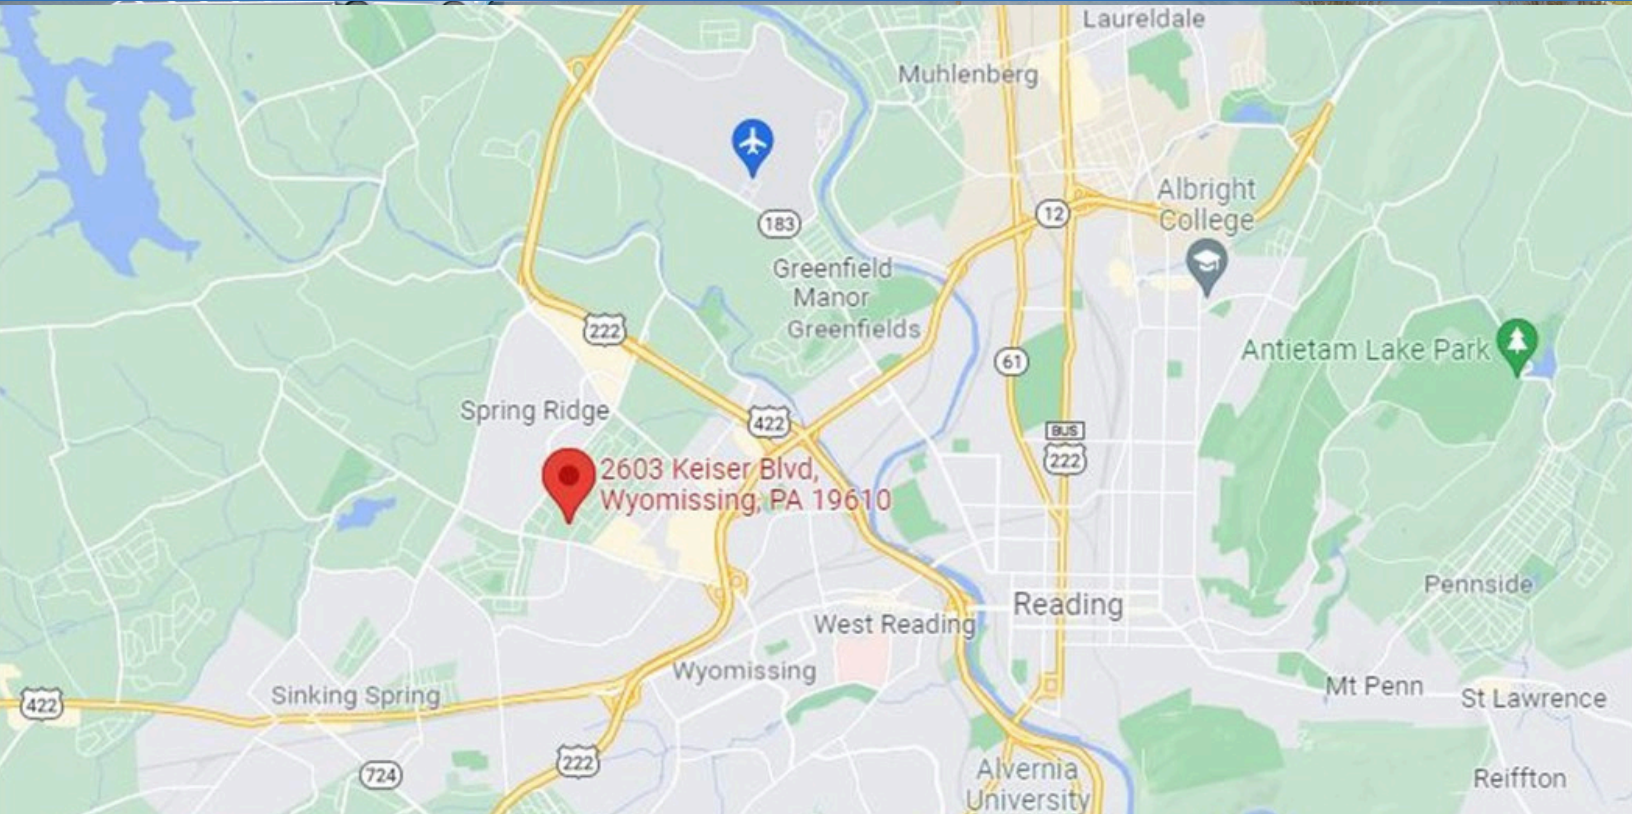 Laureldale
Muhlenberg
Albright
College
12
183
Greenfield
Manor
Greenfields
222
61
Antietam Lake Park
Spring Ridge
422
BUS
222
2603 Keiser Blvd,
Wyomissing, PA 19610
Pennside
Reading
West Reading
Wyomissing
Mt Penn
Sinking Spring
St Lawrence
422
222
724
Alvernia
University
Reiffton